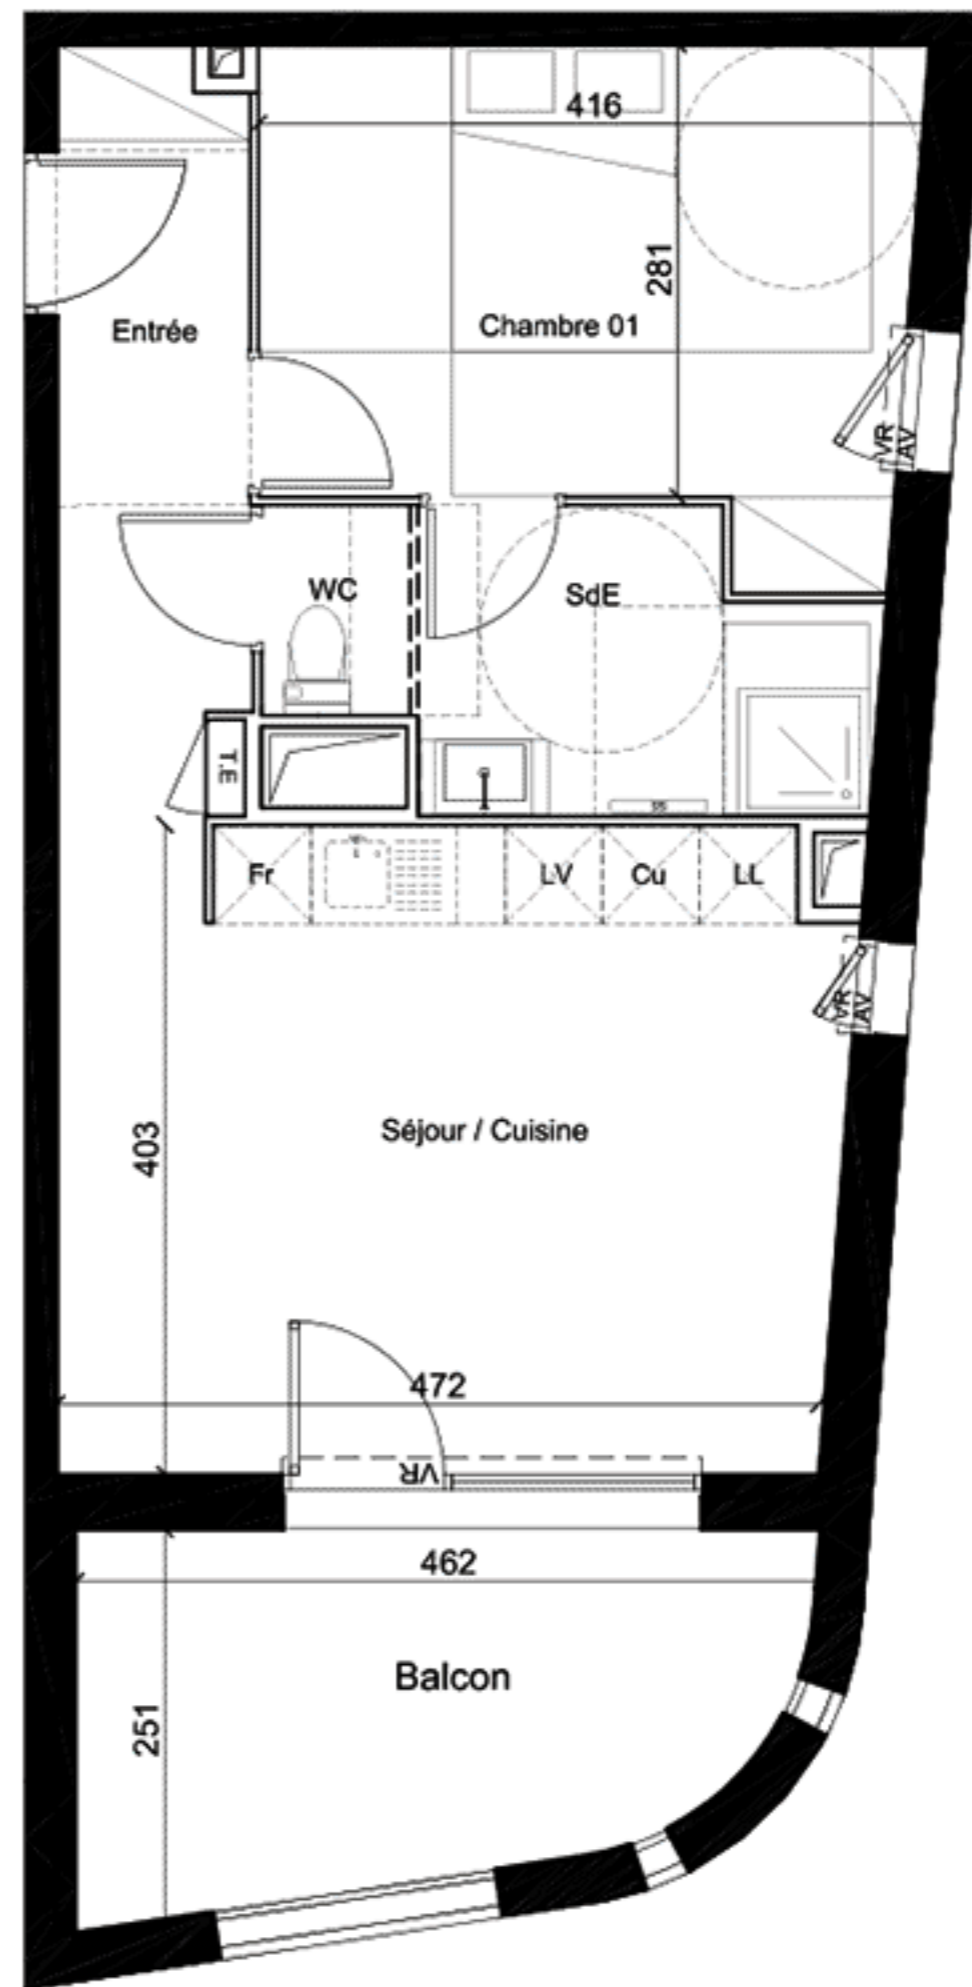 416
281
Entrée
Chambre 01
VR
AV
WC
SdE
T.E
SS
Fr
LV
Cu
LL
VR
AV
403
Séjour / Cuisine
472
VR
462
Balcon
251